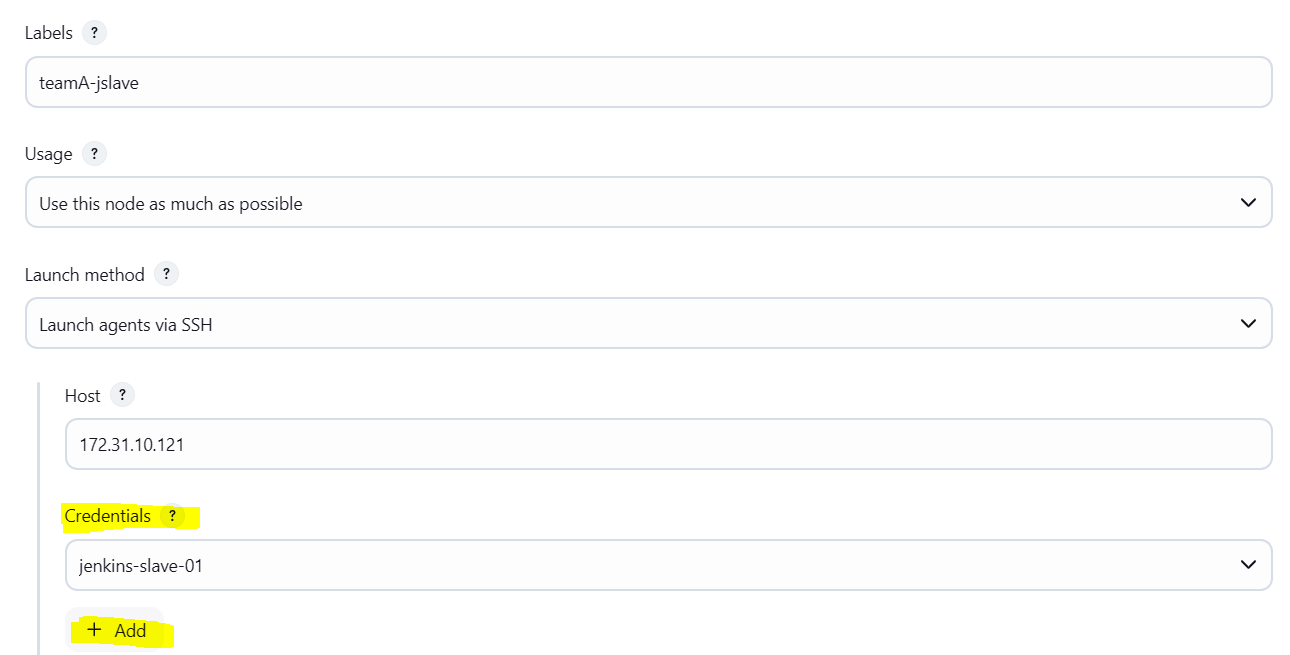 Labels ?
teamA-jslave
Usage ?
Use this node as much as possible
Launch method ?
Launch agents via SSH
Host ?
172.31.10.121
Credentials ?
jenkins-slave-01
+ Add